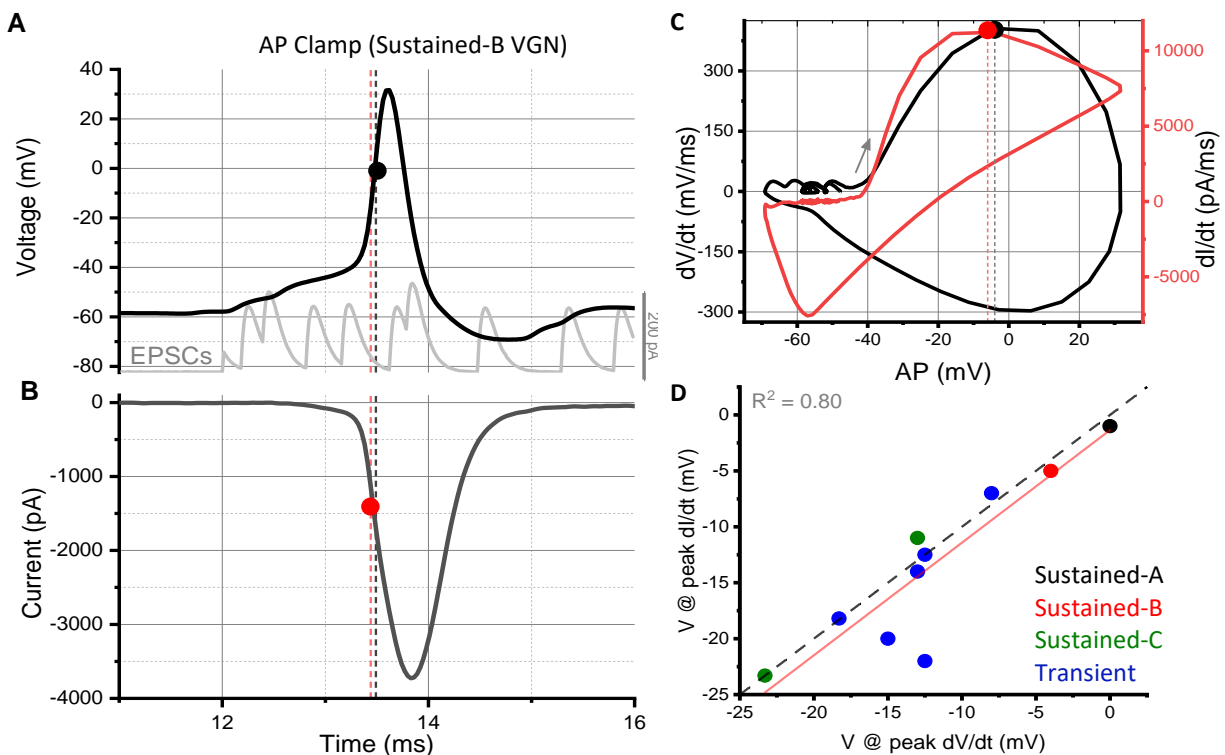 A
AP Clamp (Sustained-B VGN)
40
20
0
-20
-40
-60
-80
Voltage (mV)
EPSCs
200 pA
B
0
-1000
-2000
-3000
-4000
Current (pA)
12
14
16
Time (ms)
C
300
150
0
-150
-300
dV/dt (mV/ms)
10000
5000
0
-5000
dI/dt (pA/ms)
-60
-40
-20
0
20
AP (mV)
D
R² = 0.80
0
-5
-10
-15
-20
-25
V @ peak dI/dt (mV)
Sustained-A
Sustained-B
Sustained-C
Transient
-25
-20
-15
-10
-5
0
V @ peak dV/dt (mV)